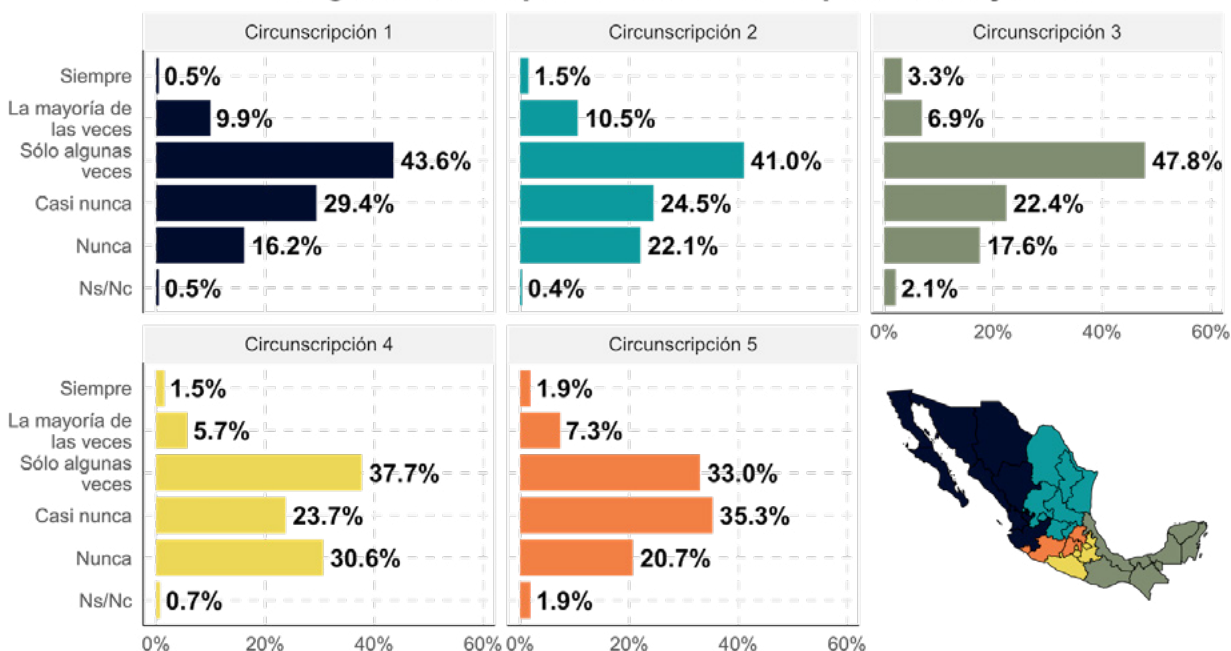 Circunscripción 1
Circunscripción 2
Circunscripción 3
Siempre
0.5%
1.5%
3.3%
La mayoría de
las veces
9.9%
10.5%
6.9%
Sólo algunas
veces
43.6%
41.0%
47.8%
Casi nunca
29.4%
24.5%
22.4%
Nunca
16.2%
22.1%
17.6%
Ns/Nc
0.5%
0.4%
2.1%
0% 20% 40% 60%
Circunscripción 4
Circunscripción 5
Siempre
1.5%
1.9%
La mayoría de
las veces
5.7%
7.3%
Sólo algunas
veces
37.7%
33.0%
Casi nunca
23.7%
35.3%
Nunca
30.6%
20.7%
Ns/Nc
0.7%
1.9%
0% 20% 40% 60%
0% 20% 40% 60%